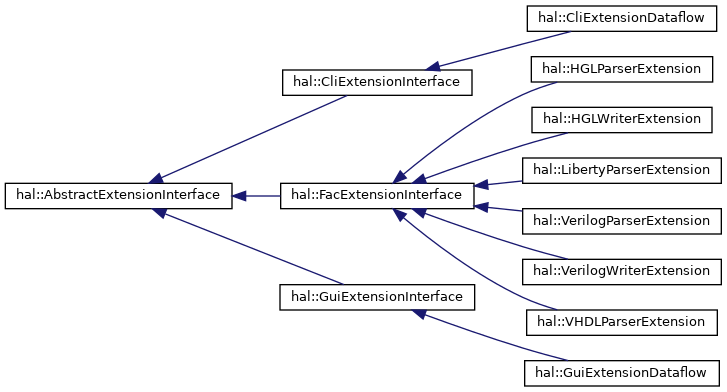 hal::CliExtensionDataflow
hal::CliExtensionInterface
hal::HGLParserExtension
hal::HGLWriterExtension
hal::LibertyParserExtension
hal::AbstractExtensionInterface
hal::FacExtensionInterface
hal::VerilogParserExtension
hal::VerilogWriterExtension
hal::GuiExtensionInterface
hal::VHDLParserExtension
hal::GuiExtensionDataflow